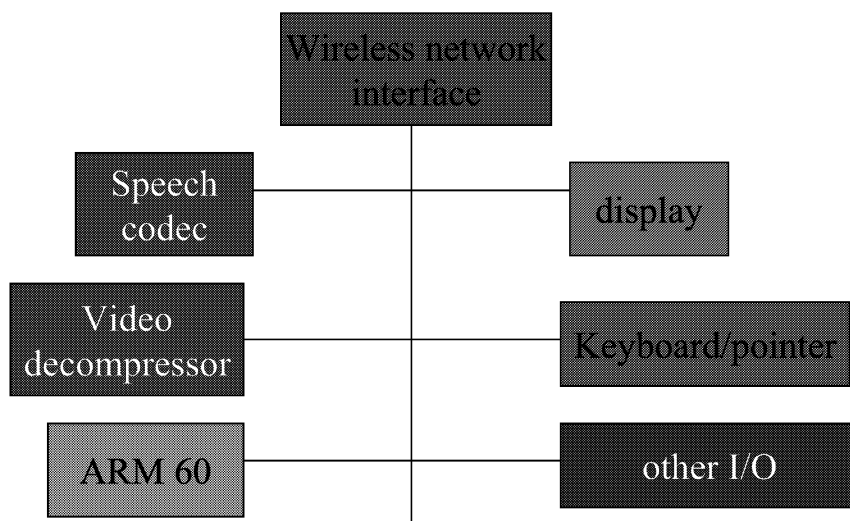 Wireless network
interface
Speech
codec
display
Video
decompressor
Keyboard/pointer
ARM 60
other I/O